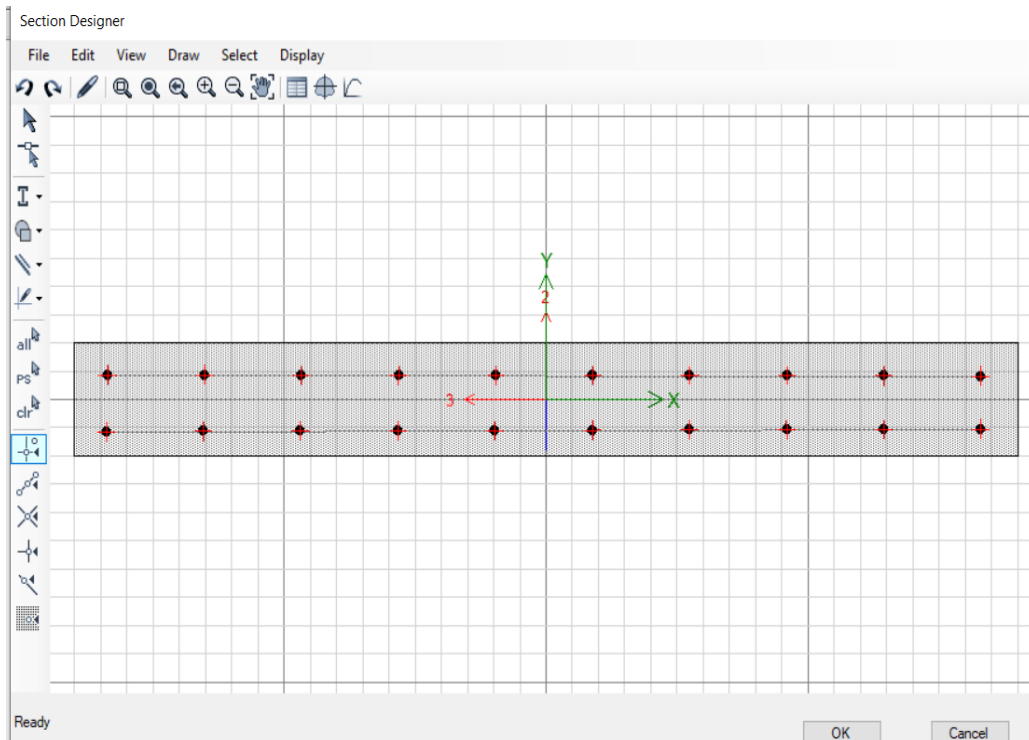 Section Designer
File Edit View Draw Select Display
all
ps
clr
Y
2
3
X
Ready
OK Cancel